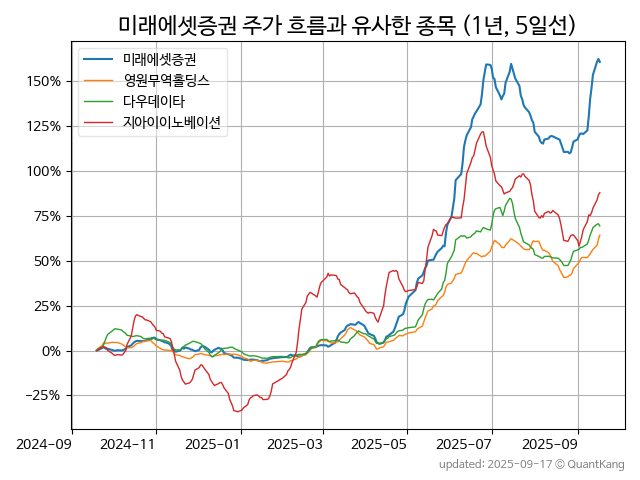 미래에셋증권 주가 흐름과 유사한 종목 (1년, 5일선)
미래에셋증권
영원무역홀딩스
다우데이타
지아이이노베이션
150%
125%
100%
75%
50%
25%
0%
−25%
2024-09 2024-11 2025-01 2025-03 2025-05 2025-07 2025-09
updated: 2025-09-17 © QuantKang